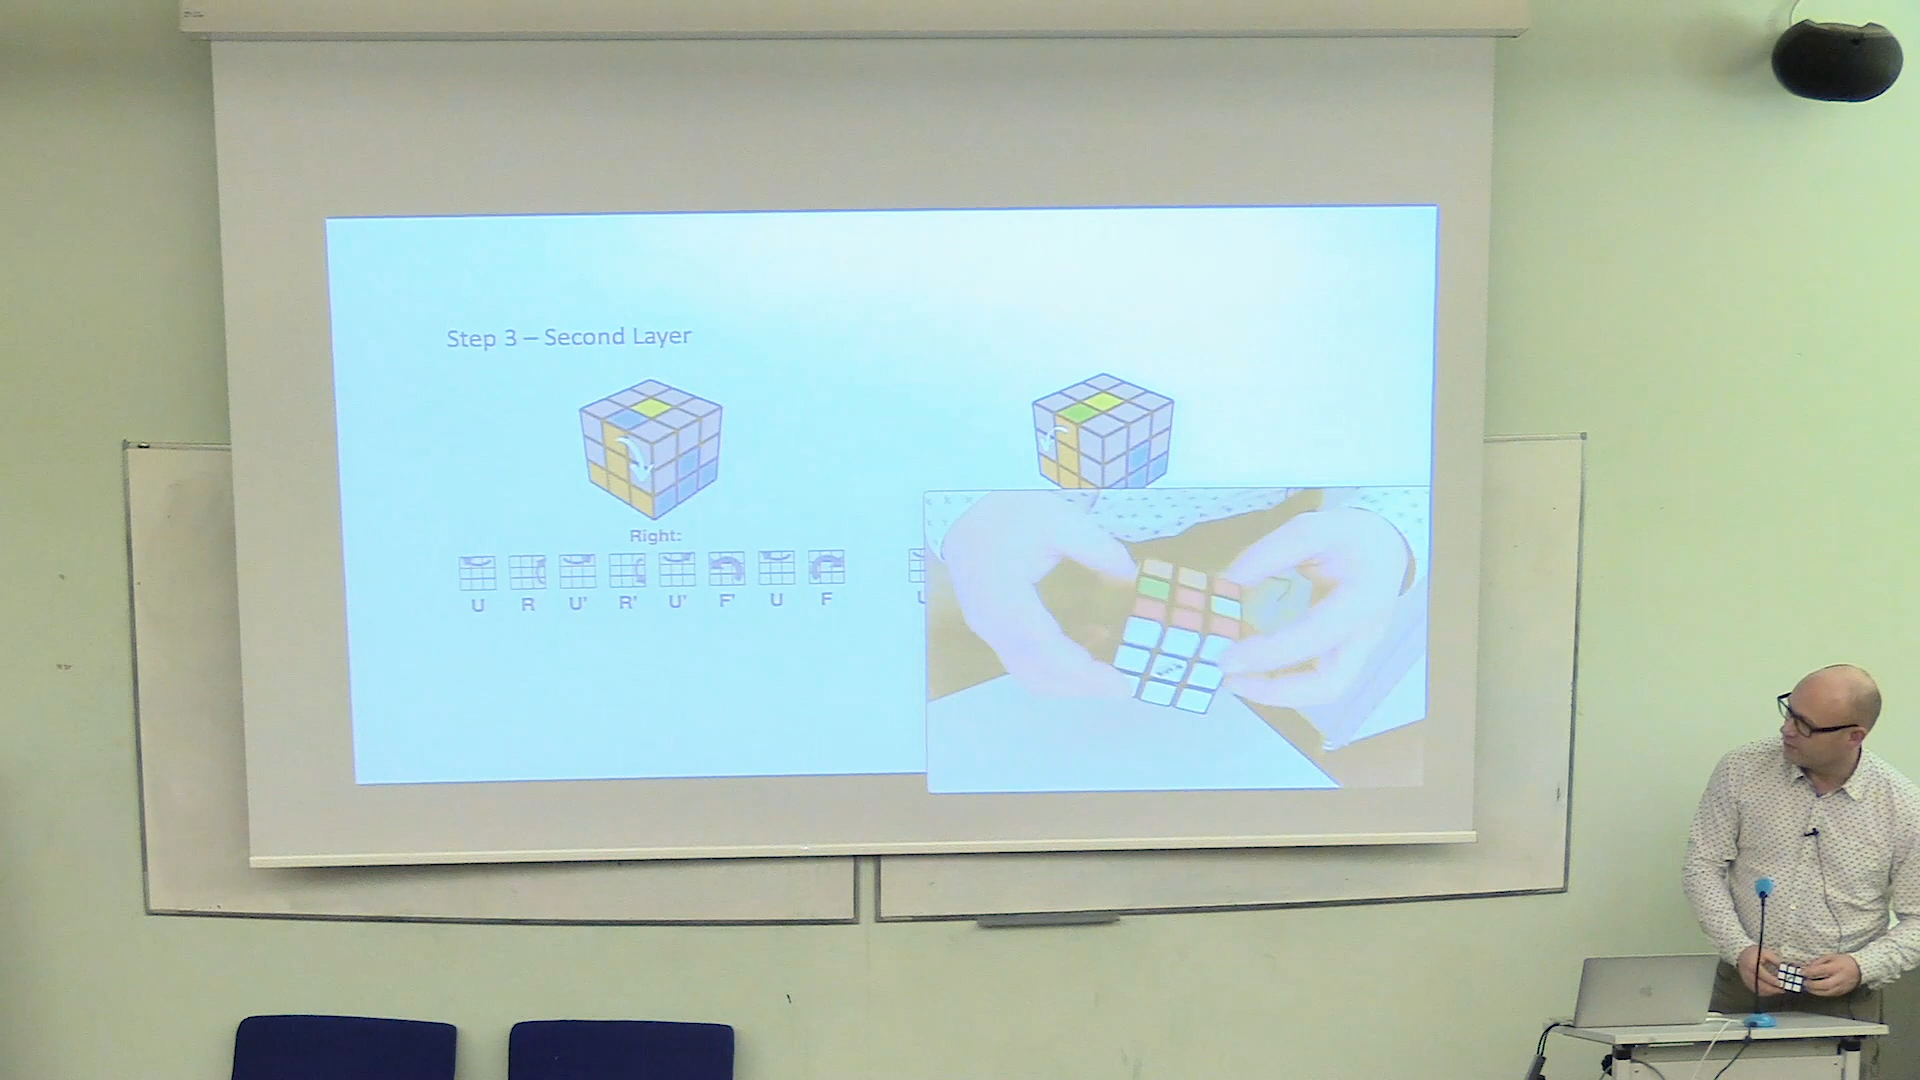 Step 3 – Second Layer
Right:
U R U' R' U' F' U F